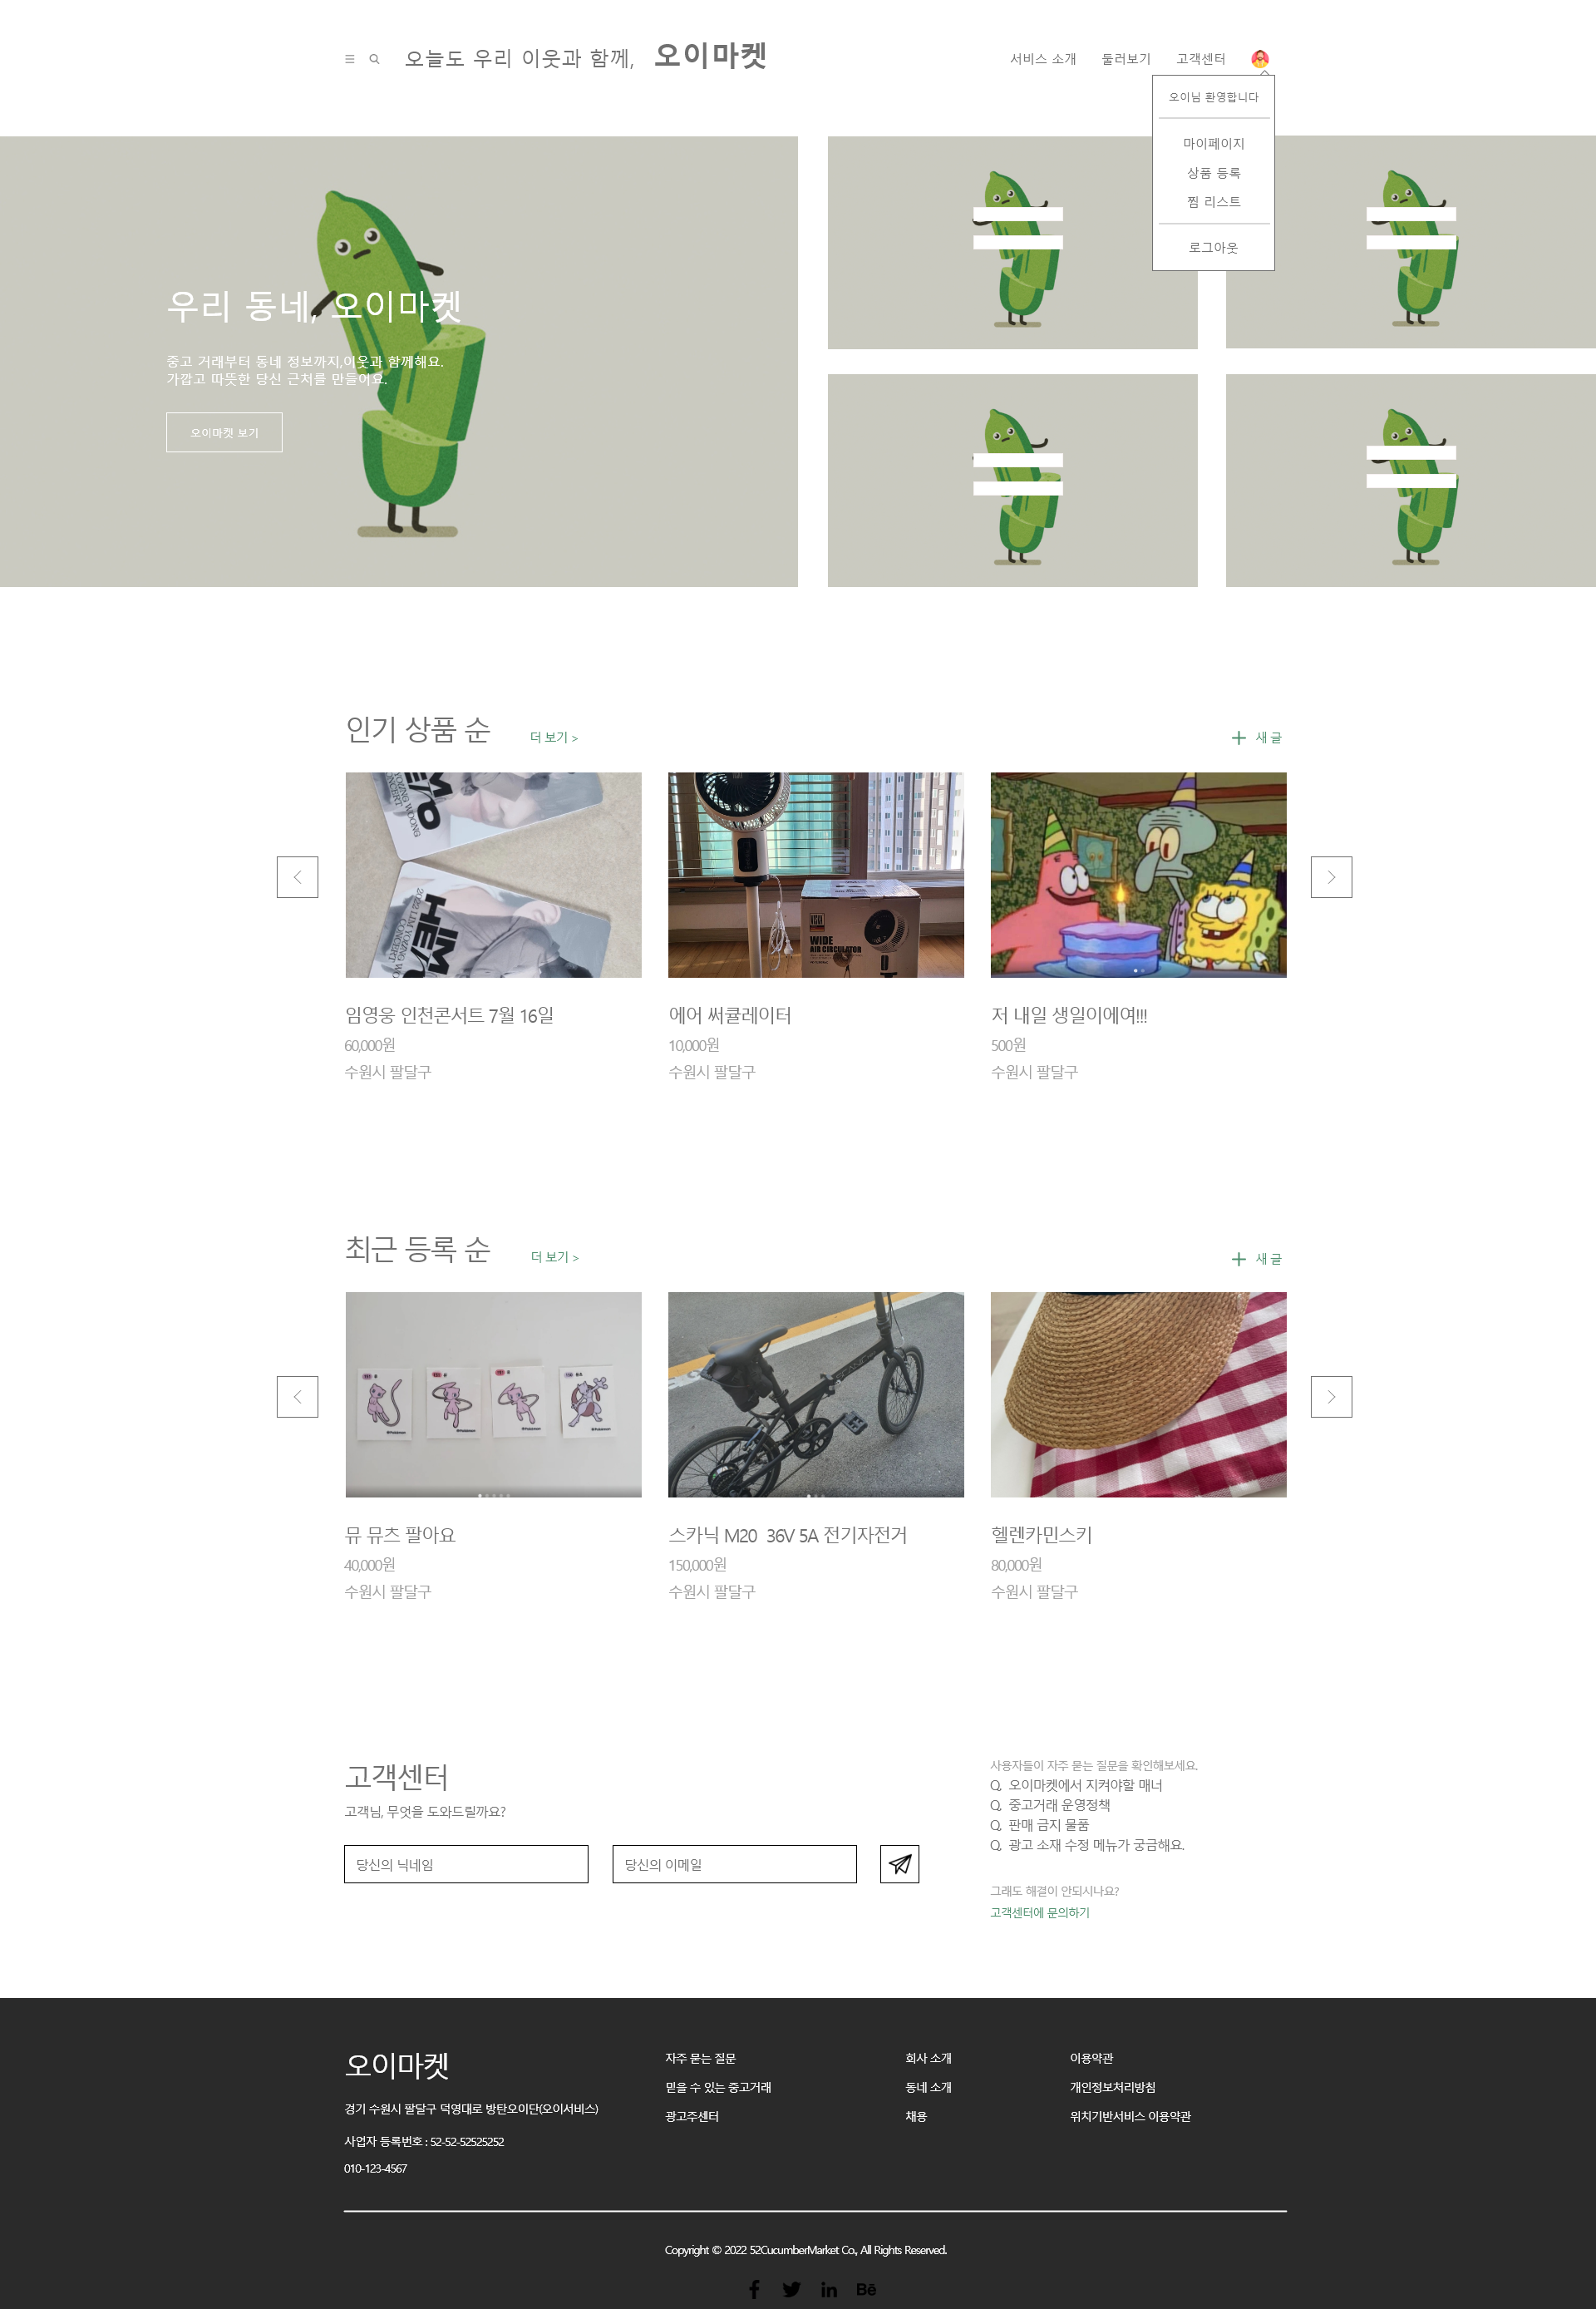 오늘도 우리 이웃과 함께, 오이마켓
서비스 소개 둘러보기 고객센터
오이님 환영합니다
마이페이지
상품 등록
찜 리스트
로그아웃
우리 동네, 오이마켓
중고 거래부터 동네 정보까지,이웃과 함께해요.
가깝고 따뜻한 당신 근처를 만들어요.
오이마켓 보기
인기 상품 순 더 보기 >
새 글
IM HERO
IM HERO
WIDE
AIR CIRCULATOR
임영웅 인천콘서트 7월 16일
60,000원
수원시 팔달구
에어 써큘레이터
10,000원
수원시 팔달구
저 내일 생일이에여!!!
500원
수원시 팔달구
최근 등록 순 더 보기 >
새 글
뮤 뮤츠 팔아요
40,000원
수원시 팔달구
스카닉 M20 36V 5A 전기자전거
150,000원
수원시 팔달구
헬렌카민스키
80,000원
수원시 팔달구
고객센터
고객님, 무엇을 도와드릴까요?
당신의 닉네임
당신의 이메일
사용자들이 자주 묻는 질문을 확인해보세요.
Q. 오이마켓에서 지켜야할 매너
Q. 중고거래 운영정책
Q. 판매 금지 물품
Q. 광고 소재 수정 메뉴가 궁금해요.
그래도 해결이 안되시나요?
고객센터에 문의하기
오이마켓
경기 수원시 팔달구 덕영대로 방탄오이단(오이서비스)
사업자 등록번호 : 52-52-52525252
010-123-4567
자주 묻는 질문
믿을 수 있는 중고거래
광고주센터
회사 소개
동네 소개
채용
이용약관
개인정보처리방침
위치기반서비스 이용약관
Copyright © 2022 52CucumberMarket Co., All Rights Reserved.
f in Bē